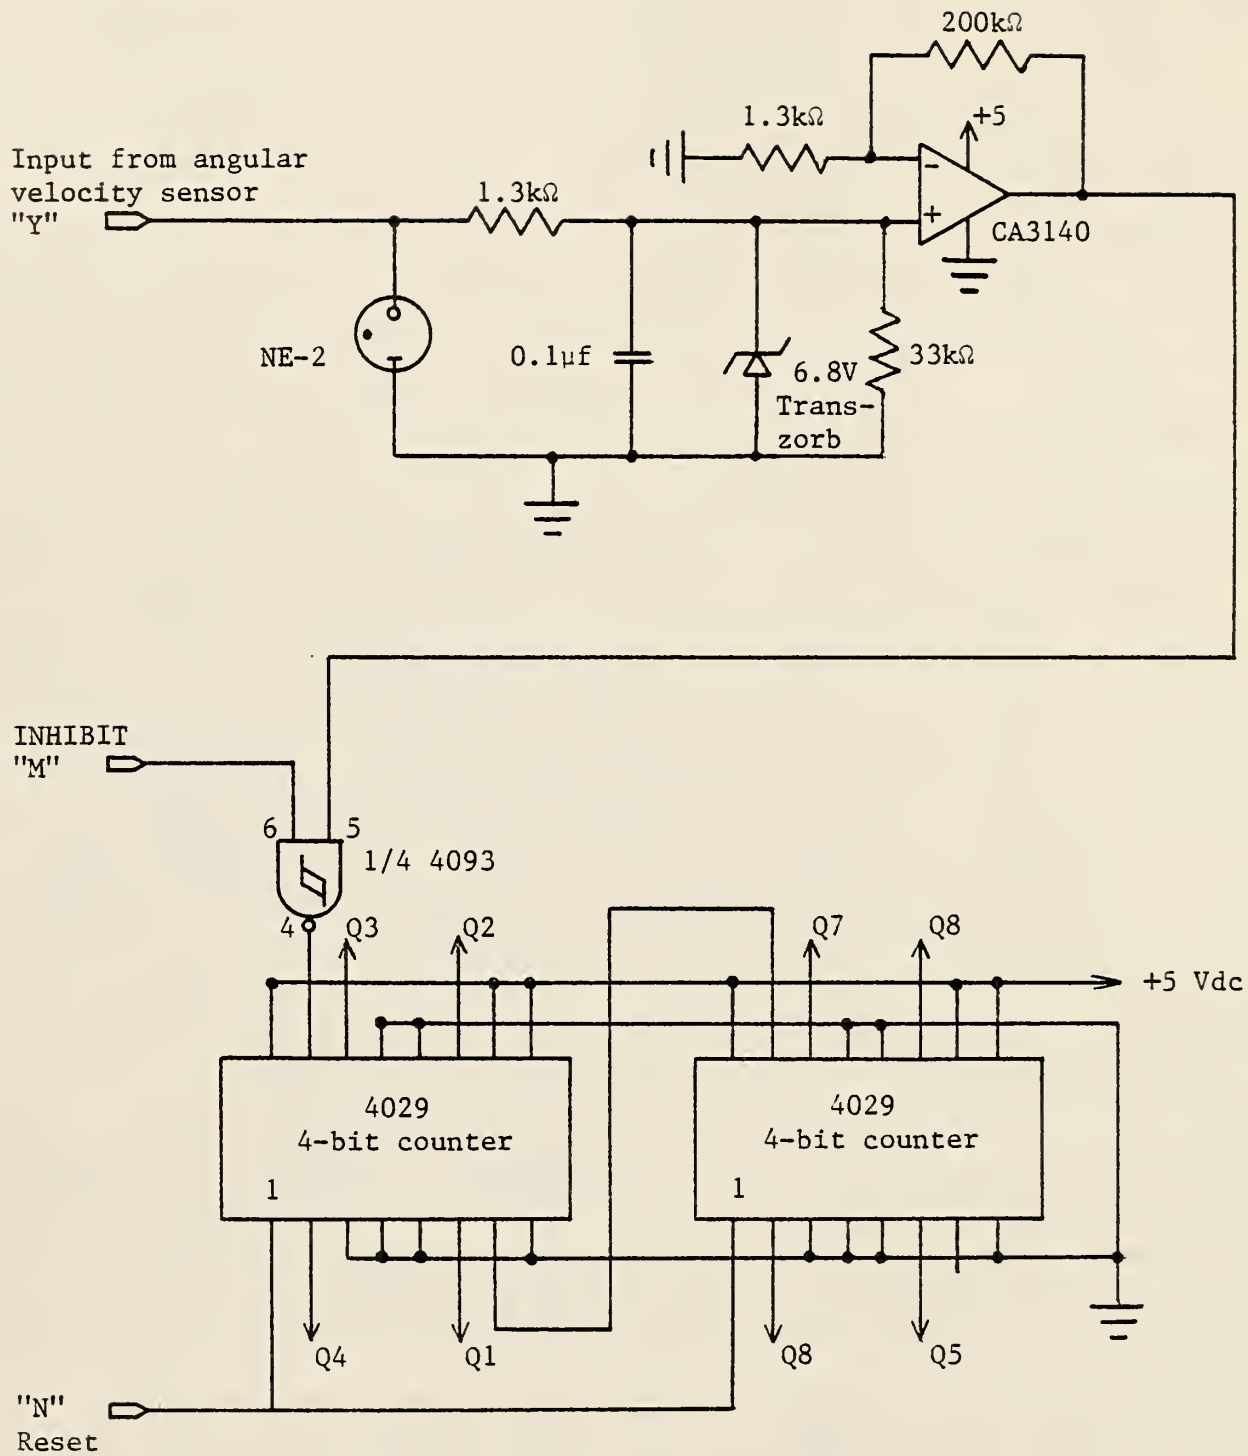 200kΩ
1.3kΩ
+5
Input from angular
velocity sensor
"Y"
1.3kΩ
-
+
CA3140
NE-2
0.1μf
6.8V
Trans-
zorb
33kΩ
INHIBIT
"M"
6
5
1/4 4093
4
Q3
Q2
Q7
Q8
+5 Vdc
4029
4-bit counter
1
4029
4-bit counter
1
Q4
Q1
Q8
Q5
"N"
Reset